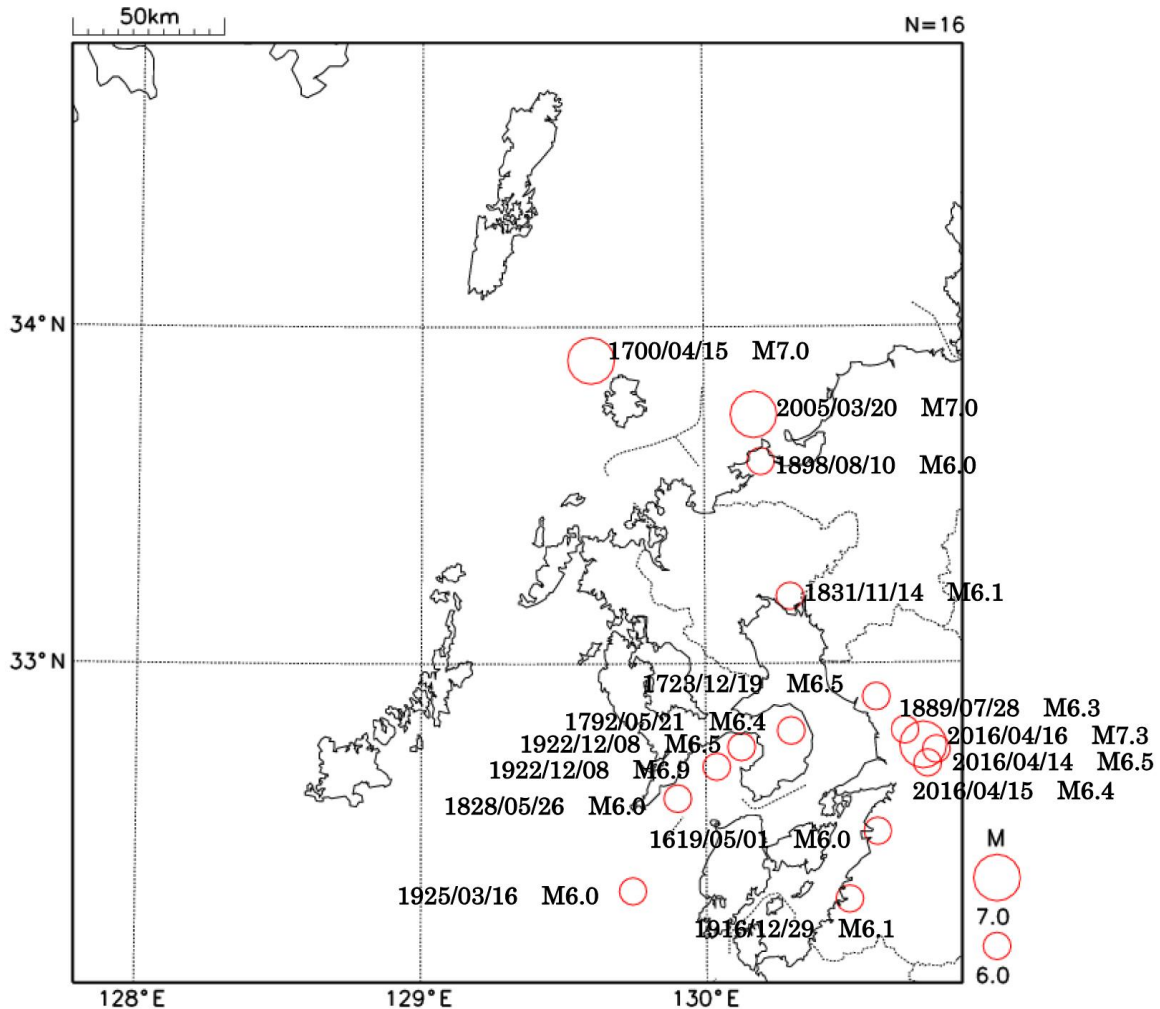 50km
N=16
34°N
1700/04/15 M7.0
2005/03/20 M7.0
1898/08/10 M6.0
1831/11/14 M6.1
33°N
1723/12/19 M6.5
1889/07/28 M6.3
1792/05/21 M6.4
2016/04/16 M7.3
1922/12/08 M6.5
2016/04/14 M6.5
1922/12/08 M6.9
2016/04/15 M6.4
1828/05/26 M6.0
1619/05/01 M6.0
M
1925/03/16 M6.0
7.0
1916/12/29 M6.1
6.0
128°E
129°E
130°E